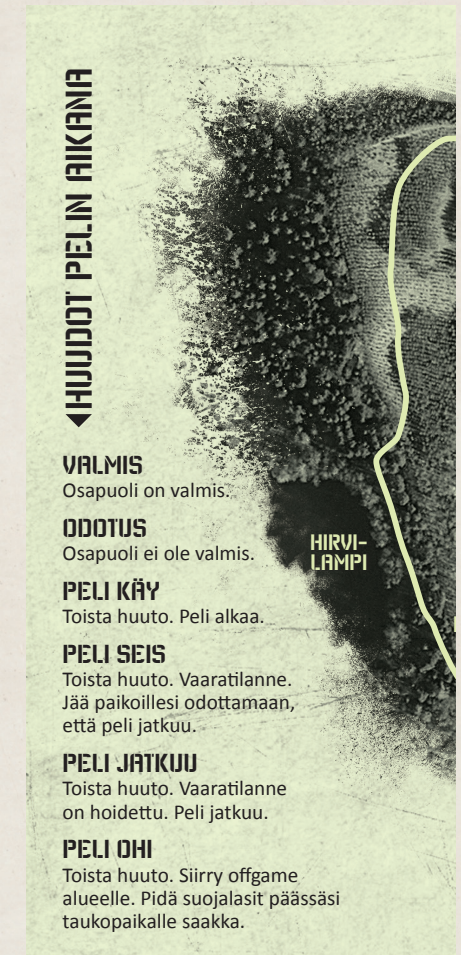 HUUDOT PELIN AIKANA
VALMIS
Osapuoli on valmis.
ODOTUS
Osapuoli ei ole valmis.
PELI KÄY
Toista huuto. Peli alkaa.
PELI SEIS
Toista huuto. Vaaratilanne.
Jää paikoillesi odottamaan,
että peli jatkuu.
PELI JATKUU
Toista huuto. Vaaratilanne
on hoidettu. Peli jatkuu.
PELI OHI
Toista huuto. Siirry offgame
alueelle. Pidä suojalasit päässäsi
taukopaikalle saakka.
HIRVI-
LAMPI